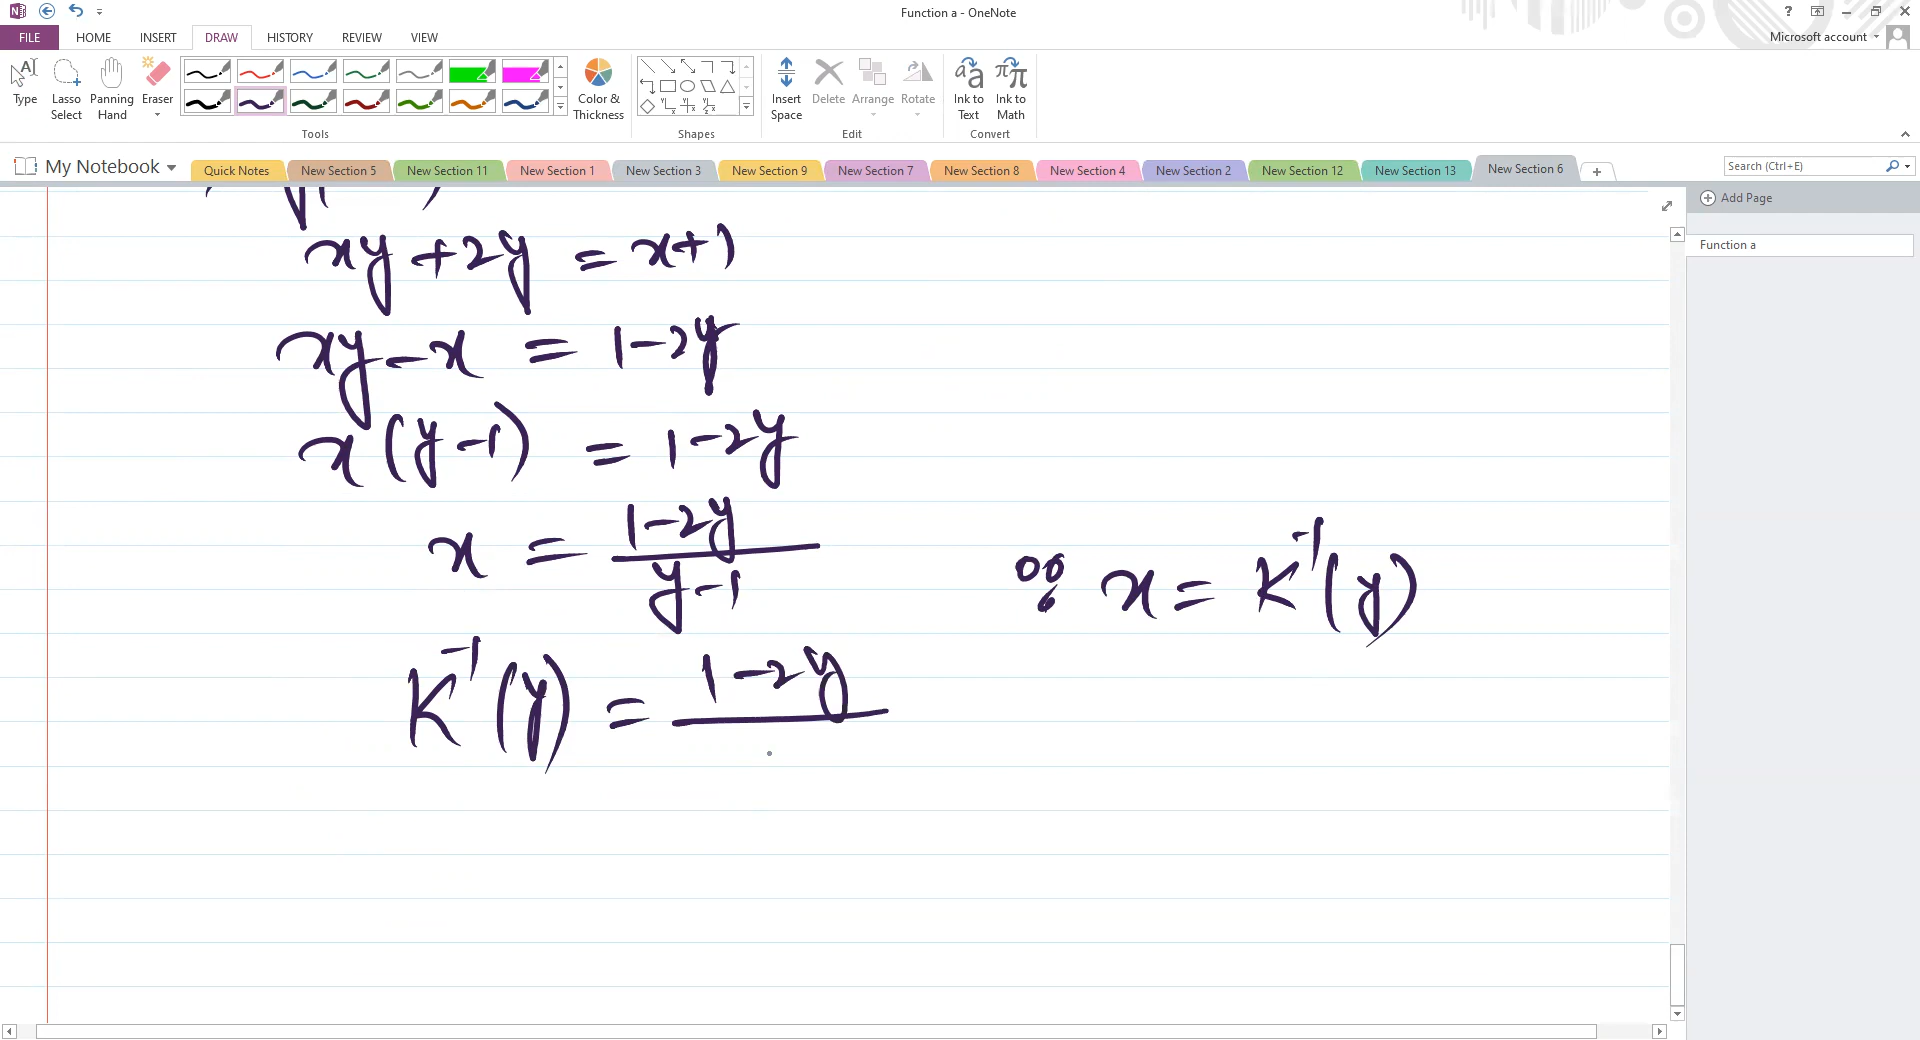 Function a - OneNote
FILE HOME INSERT DRAW HISTORY REVIEW VIEW
Microsoft account
Type Lasso Select Panning Hand Eraser Color & Thickness Insert Space Delete Arrange Rotate Ink to Text Ink to Math
Tools Shapes Edit Convert
My Notebook Quick Notes New Section 5 New Section 11 New Section 1 New Section 3 New Section 9 New Section 7 New Section 8 New Section 4 New Section 2 New Section 12 New Section 13 New Section 6 Search (Ctrl+E)
Add Page
Function a
xy + 2y = x + 1
xy - x = 1 - 2y
x(y - 1) = 1 - 2y
x = (1 - 2y)/(y - 1) x = K⁻¹(y)
K⁻¹(y) = 1 - 2y